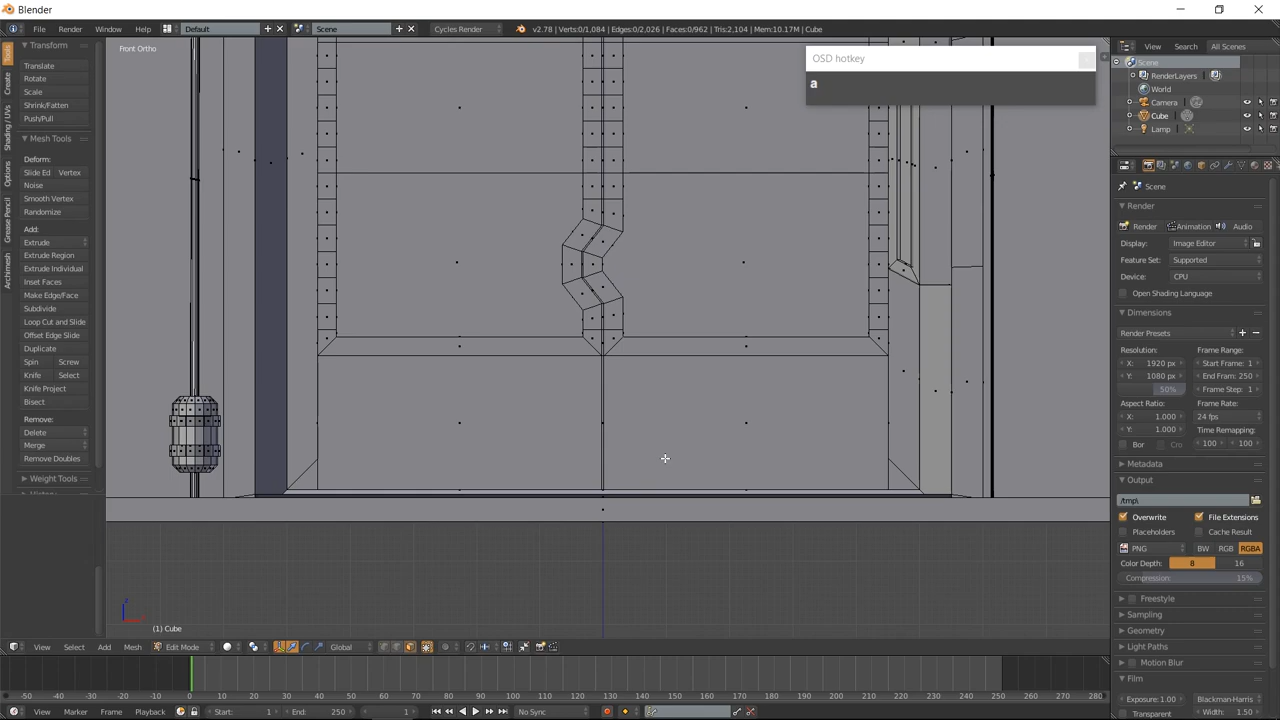 Blender
File Render Window Help Default Scene Cycles Render v2.78 | Verts:0/1,084 | Edges:0/2,026 | Faces:0/962 | Tris:2,104 | Mem:10.17M | Cube
View Search All Scenes
Transform
Front Ortho
OSD hotkey
a
Scene
Translate
Rotate
Scale
Shrink/Fatten
Push/Pull
RenderLayers
World
Camera
Cube
Lamp
Tools
Create
Shading / UVs
Options
Grease Pencil
Archimesh
Mesh Tools
Deform:
Slide Ed Vertex
Noise
Smooth Vertex
Randomize
Add:
Extrude
Extrude Region
Extrude Individual
Inset Faces
Make Edge/Face
Subdivide
Loop Cut and Slide
Offset Edge Slide
Duplicate
Spin Screw
Knife Select
Knife Project
Bisect
Remove:
Delete
Merge
Remove Doubles
Weight Tools
Scene
Render
Render Animation Audio
Display: Image Editor
Feature Set: Supported
Device: CPU
Open Shading Language
Dimensions
Render Presets
Resolution: Frame Range:
X: 1920 px Start Frame: 1
Y: 1080 px End Fram: 250
50% Frame Step: 1
Aspect Ratio: Frame Rate:
X: 1.000 24 fps
Y: 1.000 Time Remapping:
Bor Cro 100 100
Metadata
Output
/tmp\
Overwrite File Extensions
Placeholders Cache Result
PNG BW RGB RGBA
Color Depth: 8 16
Compression: 15%
Freestyle
Sampling
Geometry
Light Paths
Motion Blur
Film
Exposure:1.00 Blackman-Harris
Transparent Width: 1.50
z
(1) Cube
View Select Add Mesh Edit Mode Global
-50 -40 -30 -20 -10 0 10 20 30 40 50 60 70 80 90 100 110 120 130 140 150 160 170 180 190 200 210 220 230 240 250 260 270 280
View Marker Frame Playback Start: 1 End: 250 1 No Sync